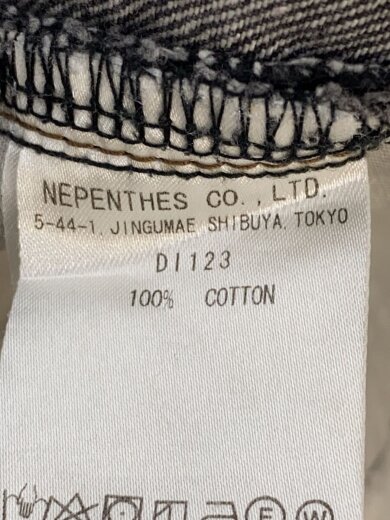 NEPENTHES CO., LTD.
5-44-1, JINGUMAE, SHIBUYA, TOKYO
DI123
100% COTTON